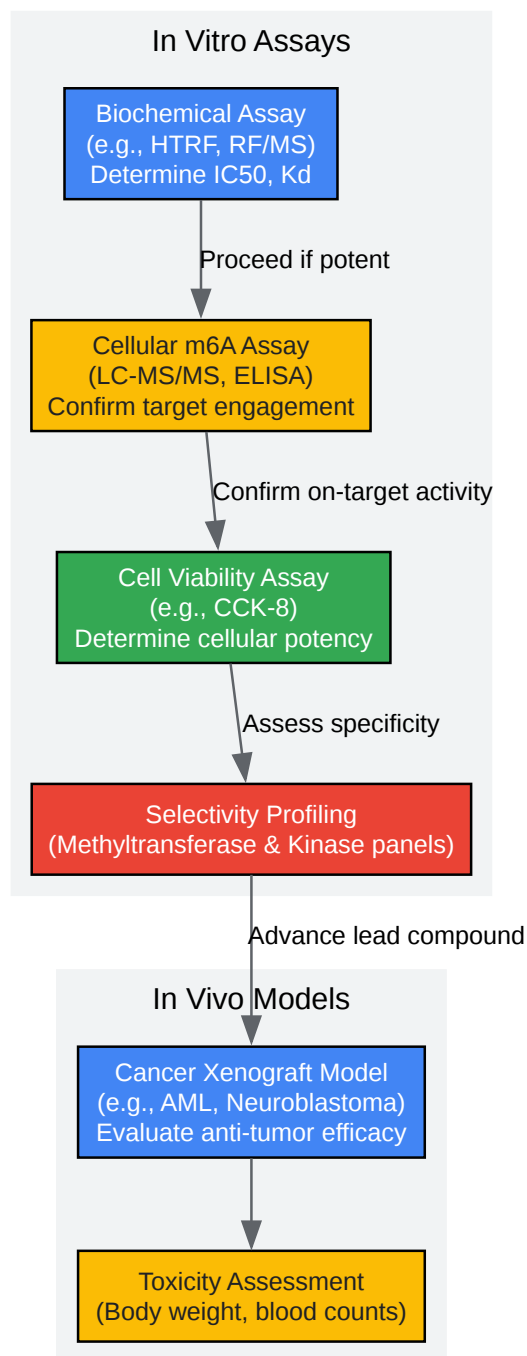 In Vitro Assays
Biochemical Assay
(e.g., HTRF, RF/MS)
Determine IC50, Kd
Proceed if potent
Cellular m6A Assay
(LC-MS/MS, ELISA)
Confirm target engagement
Confirm on-target activity
Cell Viability Assay
(e.g., CCK-8)
Determine cellular potency
Assess specificity
Selectivity Profiling
(Methyltransferase & Kinase panels)
Advance lead compound
In Vivo Models
Cancer Xenograft Model
(e.g., AML, Neuroblastoma)
Evaluate anti-tumor efficacy
Toxicity Assessment
(Body weight, blood counts)